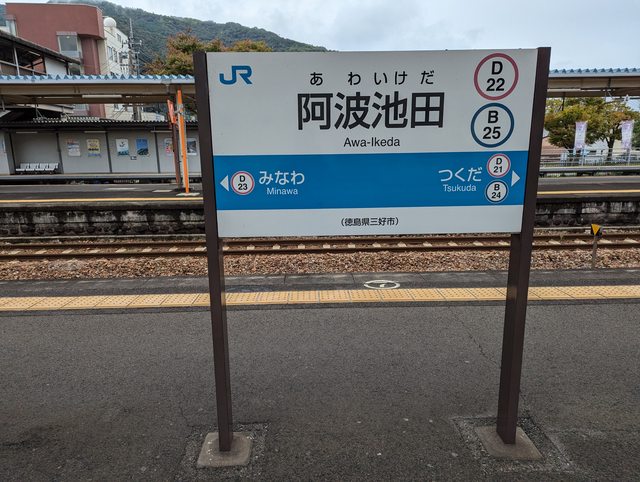 JR
あわいけだ
阿波池田
Awa-Ikeda
D
22
B
25
D
23
みなわ
Minawa
つくだ
Tsukuda
D
21
B
24
(徳島県三好市)